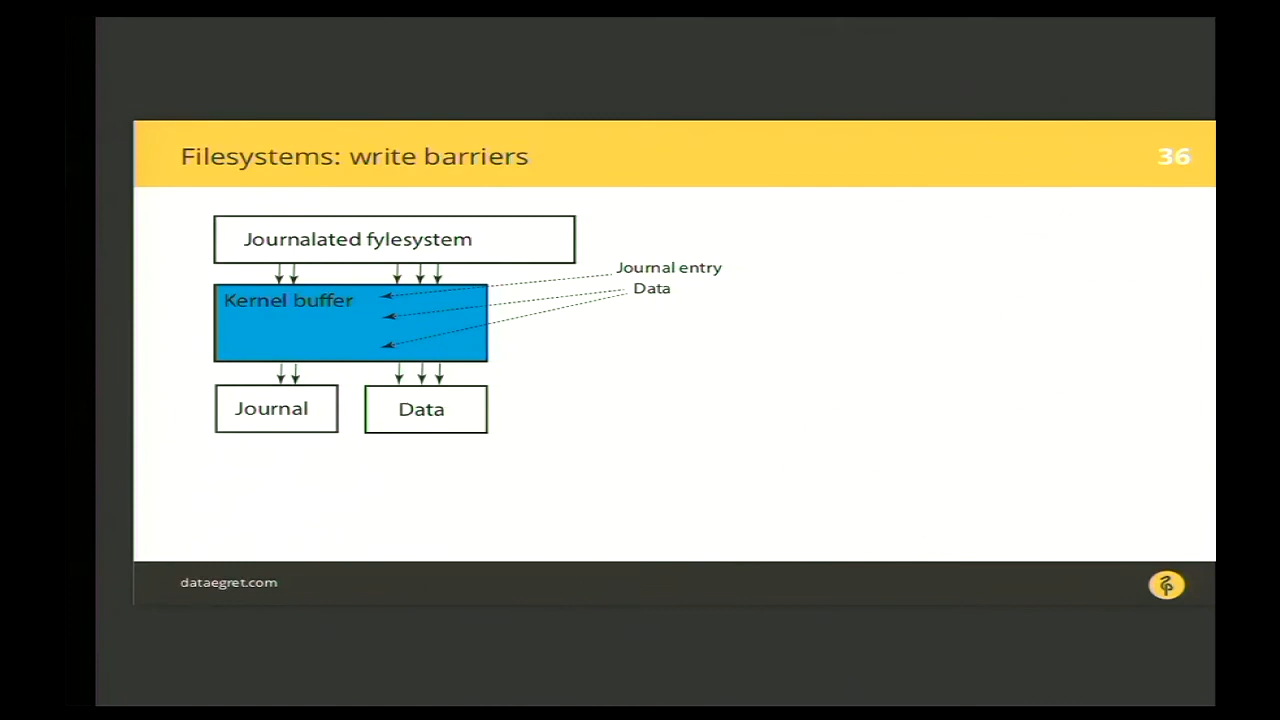 Filesystems: write barriers
36
Journalated fylesystem
Journal entry
Data
Kernel buffer
Journal
Data
dataegret.com